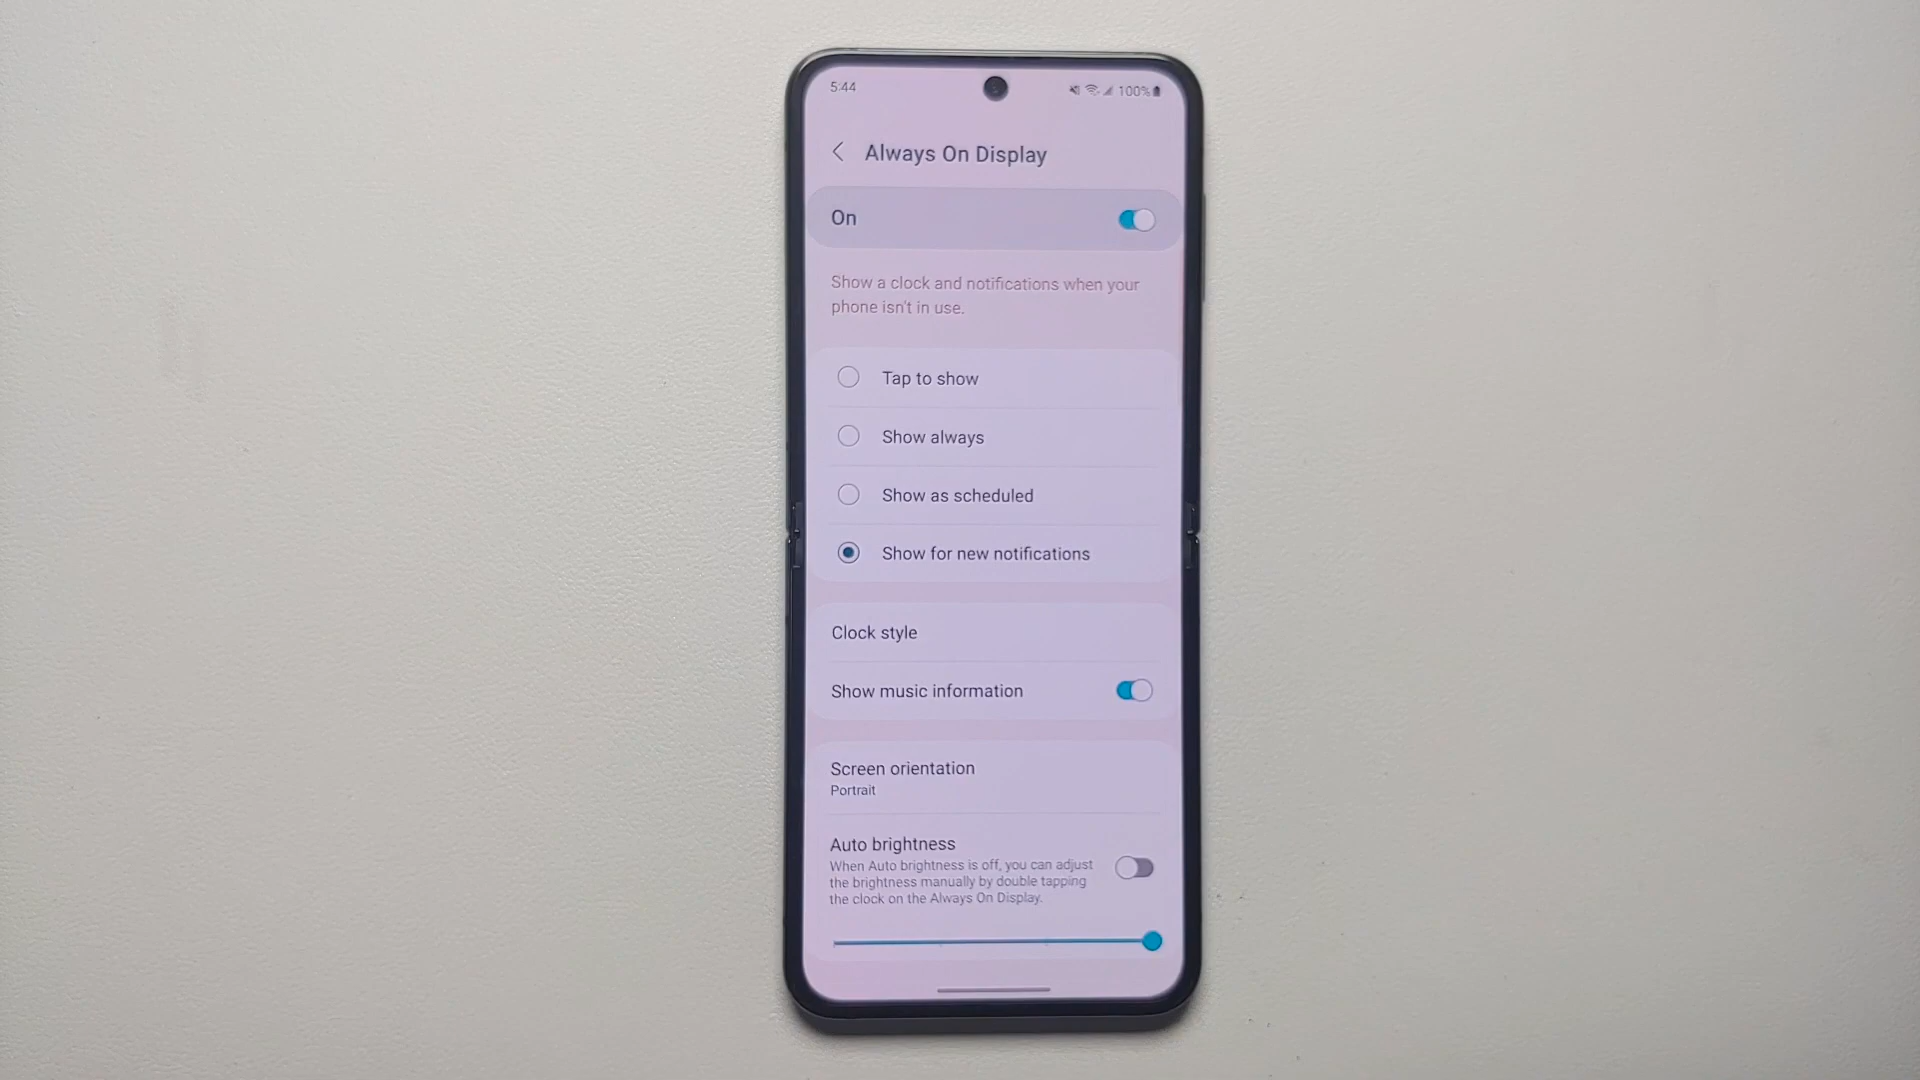 5:44
100%
Always On Display
On
Show a clock and notifications when your
phone isn't in use.
Tap to show
Show always
Show as scheduled
Show for new notifications
Clock style
Show music information
Screen orientation
Portrait
Auto brightness
When Auto brightness is off, you can adjust
the brightness manually by double tapping
the clock on the Always On Display.